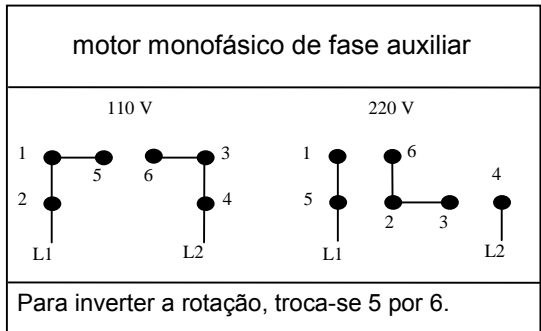 motor monofásico de fase auxiliar
110 V 220 V
1 5 6 3 1 6
2 4 5 2 3 4
L1 L2 L1 L2
Para inverter a rotação, troca-se 5 por 6.